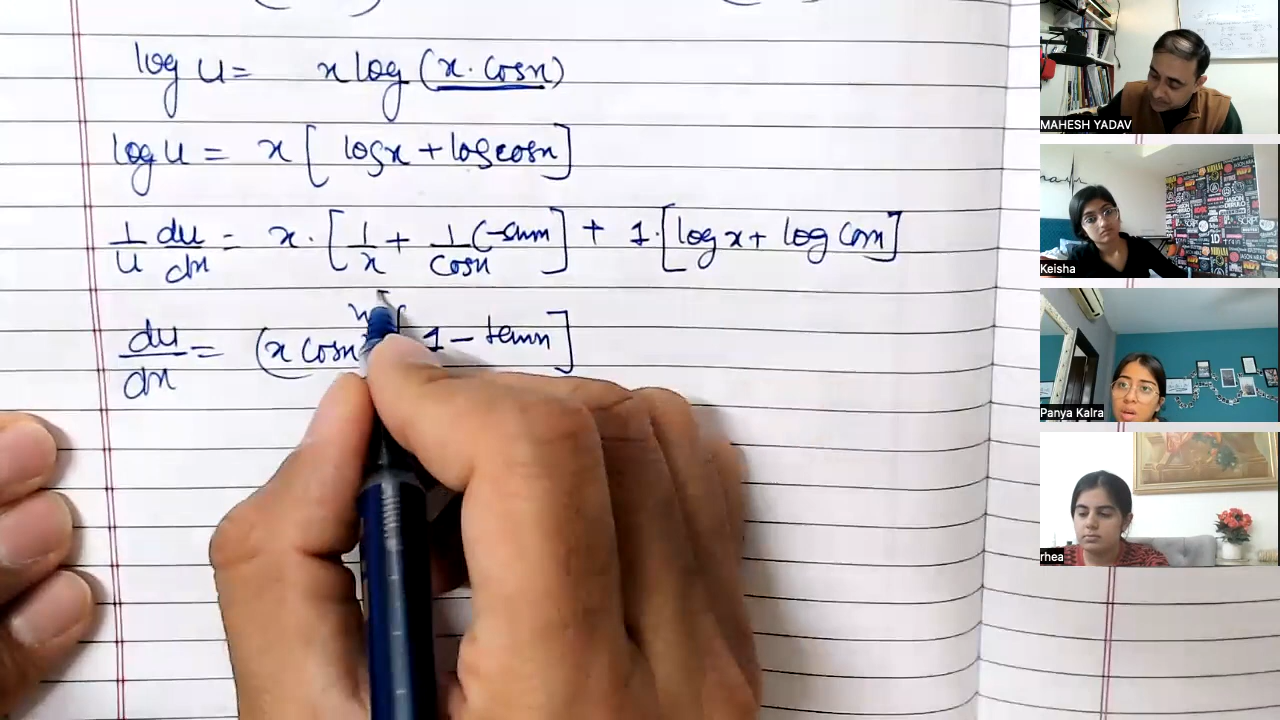 log u = x log (x . cosx)
log u = x [ logx + logcosx ]
1/u du/dx = x . [ 1/x + 1/cosx (-sinx ] + 1 . [ log x + log cosx ]
du/dx = (x cosx)^x [ 1 - tanx ]
MAHESH YADAV
Keisha
Panya Kalra
rhea